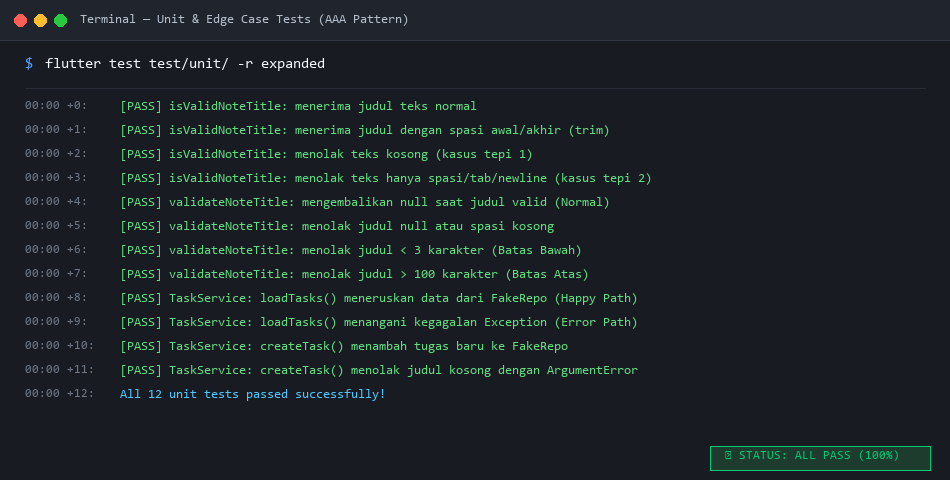 Terminal — Unit & Edge Case Tests (AAA Pattern)
$ flutter test test/unit/ -r expanded
00:00 +0: [PASS] isValidNoteTitle: menerima judul teks normal
00:00 +1: [PASS] isValidNoteTitle: menerima judul dengan spasi awal/akhir (trim)
00:00 +2: [PASS] isValidNoteTitle: menolak teks kosong (kasus tepi 1)
00:00 +3: [PASS] isValidNoteTitle: menolak teks hanya spasi/tab/newline (kasus tepi 2)
00:00 +4: [PASS] validateNoteTitle: mengembalikan null saat judul valid (Normal)
00:00 +5: [PASS] validateNoteTitle: menolak judul null atau spasi kosong
00:00 +6: [PASS] validateNoteTitle: menolak judul < 3 karakter (Batas Bawah)
00:00 +7: [PASS] validateNoteTitle: menolak judul > 100 karakter (Batas Atas)
00:00 +8: [PASS] TaskService: loadTasks() meneruskan data dari FakeRepo (Happy Path)
00:00 +9: [PASS] TaskService: loadTasks() menangani kegagalan Exception (Error Path)
00:00 +10: [PASS] TaskService: createTask() menambah tugas baru ke FakeRepo
00:00 +11: [PASS] TaskService: createTask() menolak judul kosong dengan ArgumentError
00:00 +12: All 12 unit tests passed successfully!
STATUS: ALL PASS (100%)